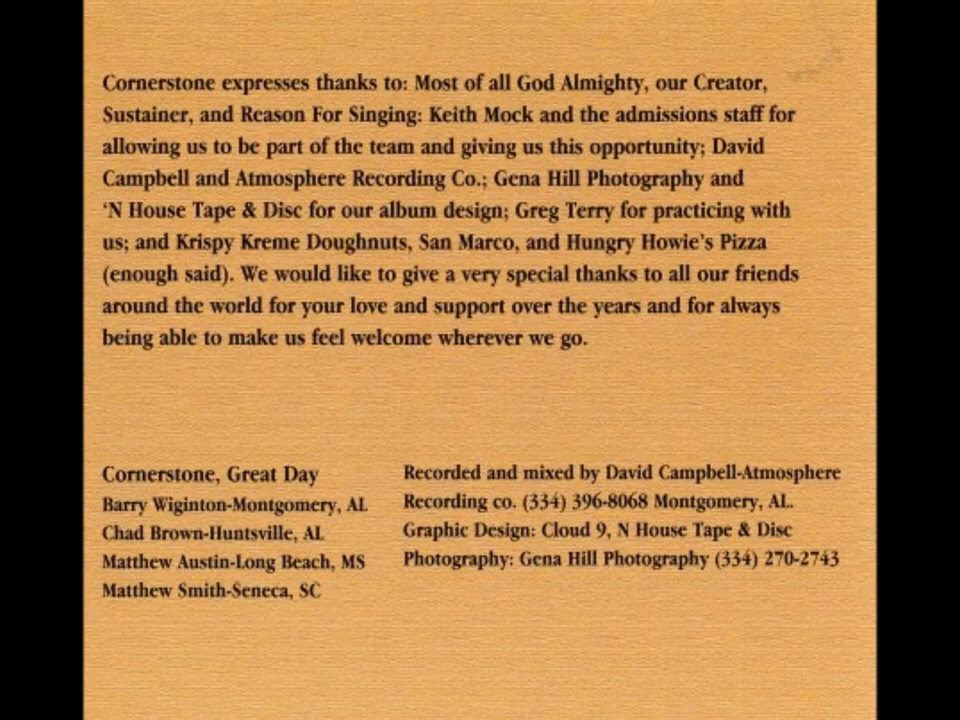 Cornerstone expresses thanks to: Most of all God Almighty, our Creator,
Sustainer, and Reason For Singing: Keith Mock and the admissions staff for
allowing us to be part of the team and giving us this opportunity; David
Campbell and Atmosphere Recording Co.; Gena Hill Photography and
‘N House Tape & Disc for our album design; Greg Terry for practicing with
us; and Krispy Kreme Doughnuts, San Marco, and Hungry Howie’s Pizza
(enough said). We would like to give a very special thanks to all our friends
around the world for your love and support over the years and for always
being able to make us feel welcome wherever we go.
Cornerstone, Great Day
Barry Wiginton-Montgomery, AL
Chad Brown-Huntsville, AL
Matthew Austin-Long Beach, MS
Matthew Smith-Seneca, SC
Recorded and mixed by David Campbell-Atmosphere
Recording co. (334) 396-8068 Montgomery, AL.
Graphic Design: Cloud 9, N House Tape & Disc
Photography: Gena Hill Photography (334) 270-2743